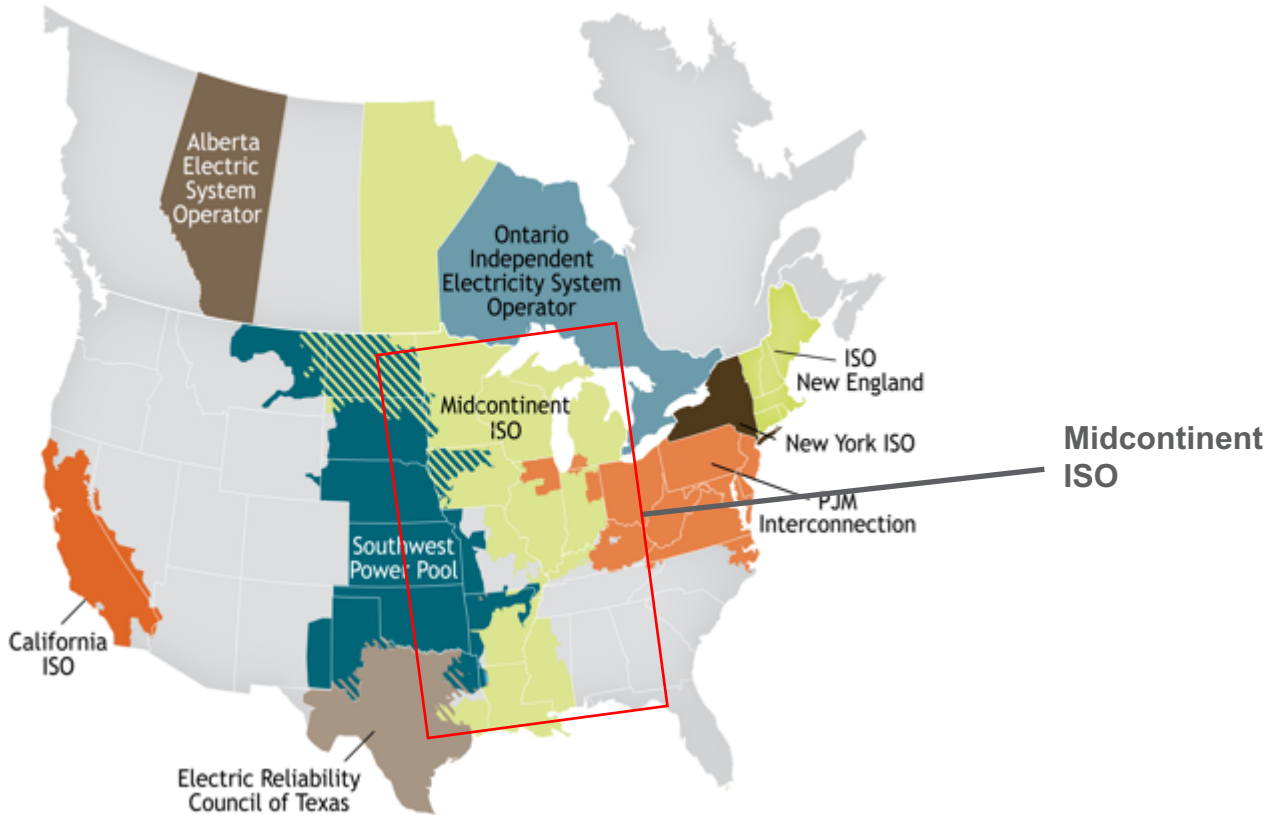 Alberta
Electric
System
Operator
Ontario
Independent
Electricity System
Operator
ISO
New England
Midcontinent
ISO
New York ISO
Midcontinent
ISO
PJM
Interconnection
Southwest
Power Pool
California
ISO
Electric Reliability
Council of Texas